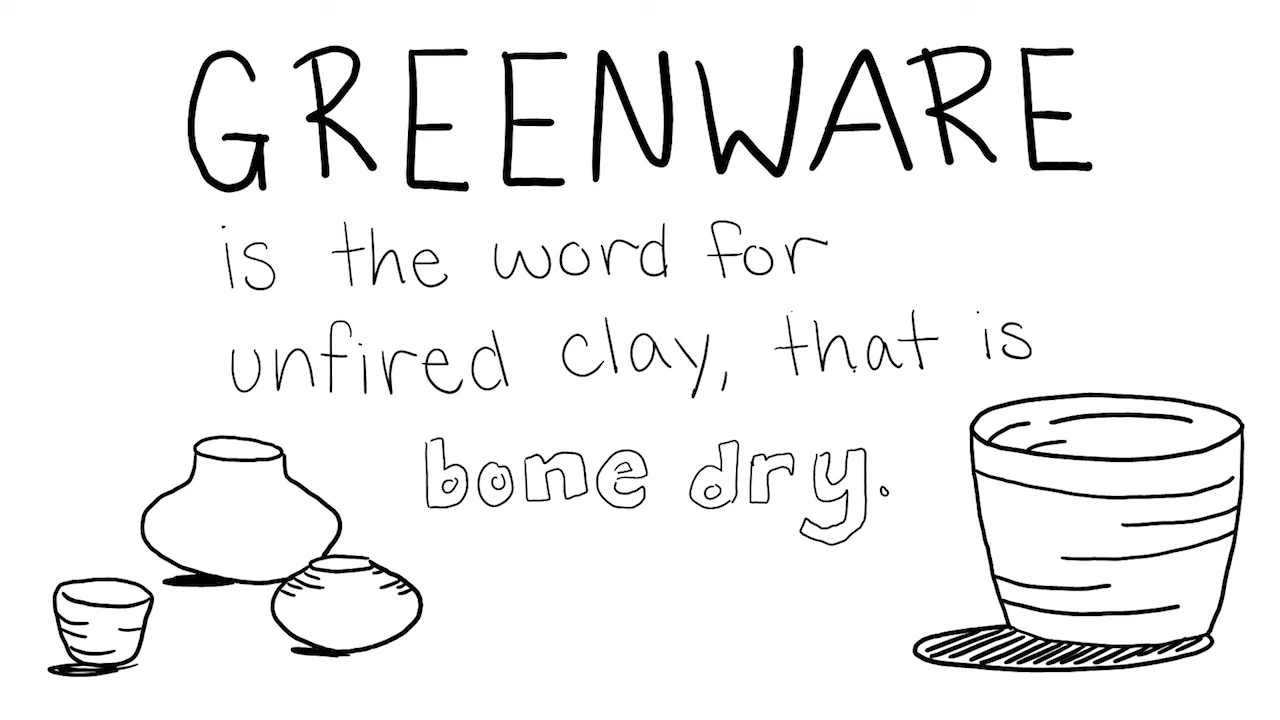 GREENWARE
is the word for
unfired clay, that is
bone dry.